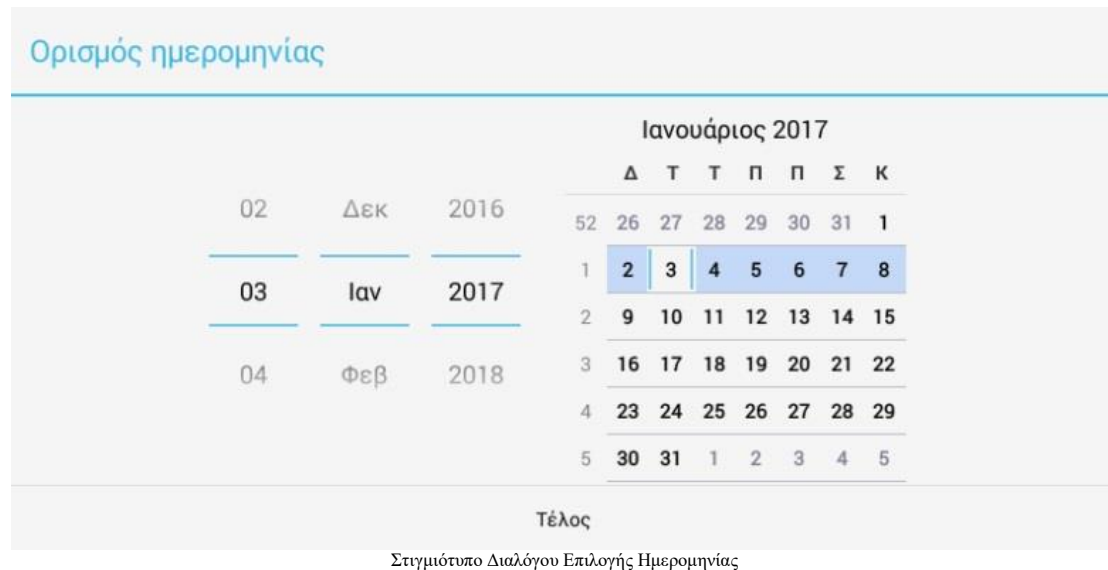 Ορισμός ημερομηνίας
02 Δεκ 2016
03 Ιαν 2017
04 Φεβ 2018
Ιανουάριος 2017
Δ Τ Τ Π Π Σ Κ
52 26 27 28 29 30 31 1
1 2 3 4 5 6 7 8
2 9 10 11 12 13 14 15
3 16 17 18 19 20 21 22
4 23 24 25 26 27 28 29
5 30 31 1 2 3 4 5
Τέλος
Στιγμιότυπο Διαλόγου Επιλογής Ημερομηνίας